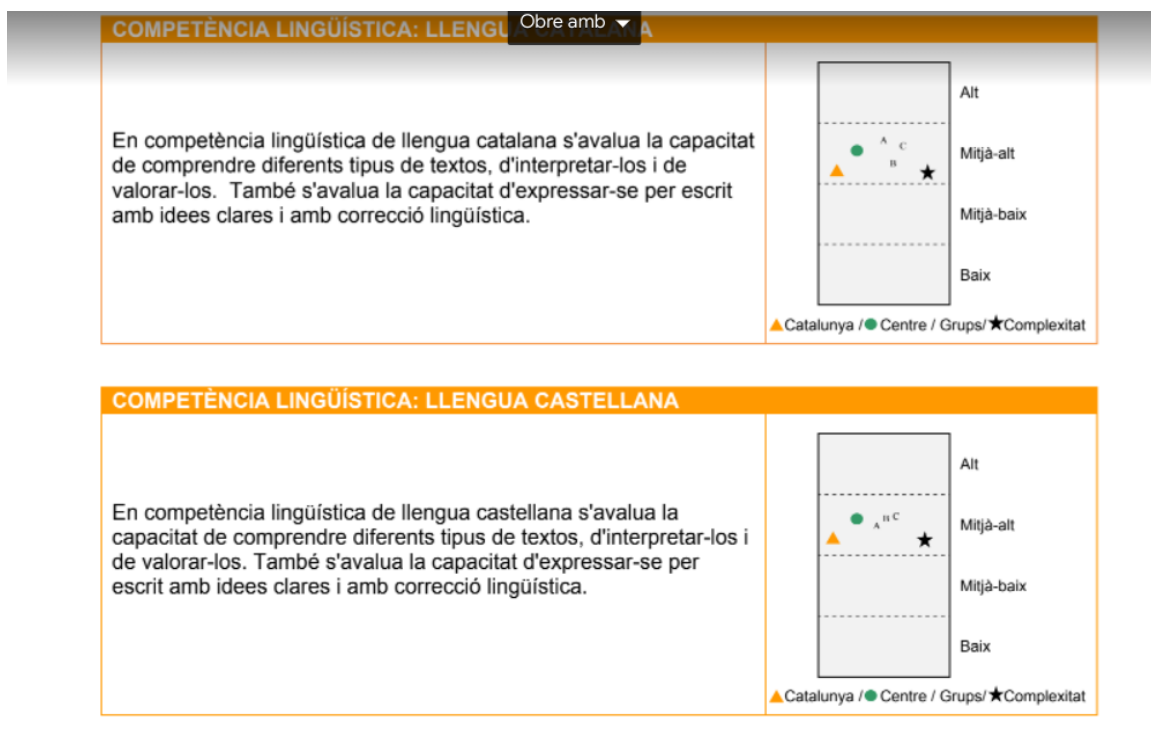 Obre amb
COMPETÈNCIA LINGÜÍSTICA: LLENGUA CATALANA
En competència lingüística de llengua catalana s'avalua la capacitat
de comprendre diferents tipus de textos, d'interpretar-los i de
valorar-los. També s'avalua la capacitat d'expressar-se per escrit
amb idees clares i amb correcció lingüística.
Alt
A
C
B
Mitjà-alt
Mitjà-baix
Baix
Catalunya / Centre / Grups/ Complexitat
COMPETÈNCIA LINGÜÍSTICA: LLENGUA CASTELLANA
En competència lingüística de llengua castellana s'avalua la
capacitat de comprendre diferents tipus de textos, d'interpretar-los i
de valorar-los. També s'avalua la capacitat d'expressar-se per
escrit amb idees clares i amb correcció lingüística.
Alt
A B C
Mitjà-alt
Mitjà-baix
Baix
Catalunya / Centre / Grups/ Complexitat